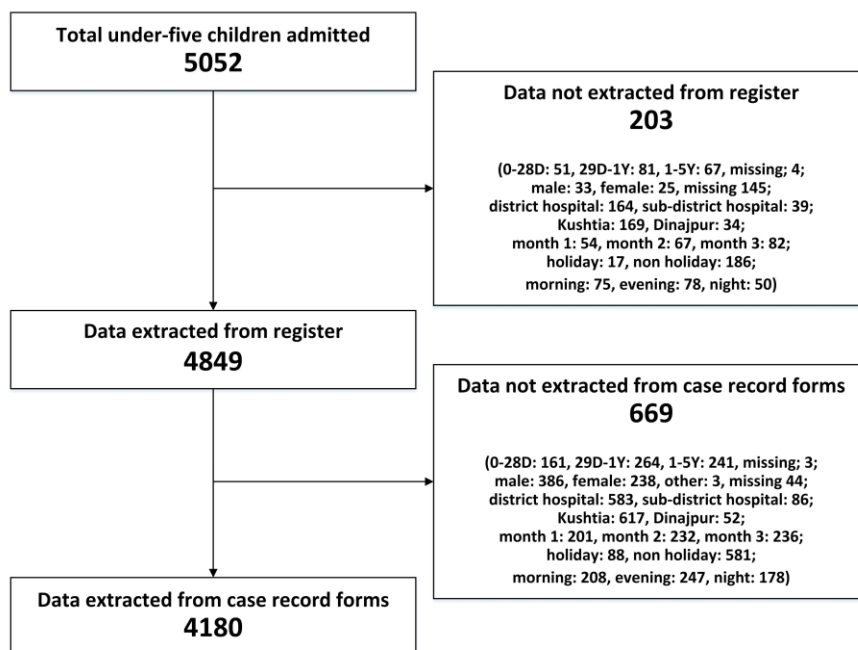 Total under-five children admitted
5052
Data not extracted from register
203
(0-28D: 51, 29D-1Y: 81, 1-5Y: 67, missing; 4;
male: 33, female: 25, missing 145;
district hospital: 164, sub-district hospital: 39;
Kushtia: 169, Dinajpur: 34;
month 1: 54, month 2: 67, month 3: 82;
holiday: 17, non holiday: 186;
morning: 75, evening: 78, night: 50)
Data extracted from register
4849
Data not extracted from case record forms
669
(0-28D: 161, 29D-1Y: 264, 1-5Y: 241, missing; 3;
male: 386, female: 238, other: 3, missing 44;
district hospital: 583, sub-district hospital: 86;
Kushtia: 617, Dinajpur: 52;
month 1: 201, month 2: 232, month 3: 236;
holiday: 88, non holiday: 581;
morning: 208, evening: 247, night: 178)
Data extracted from case record forms
4180